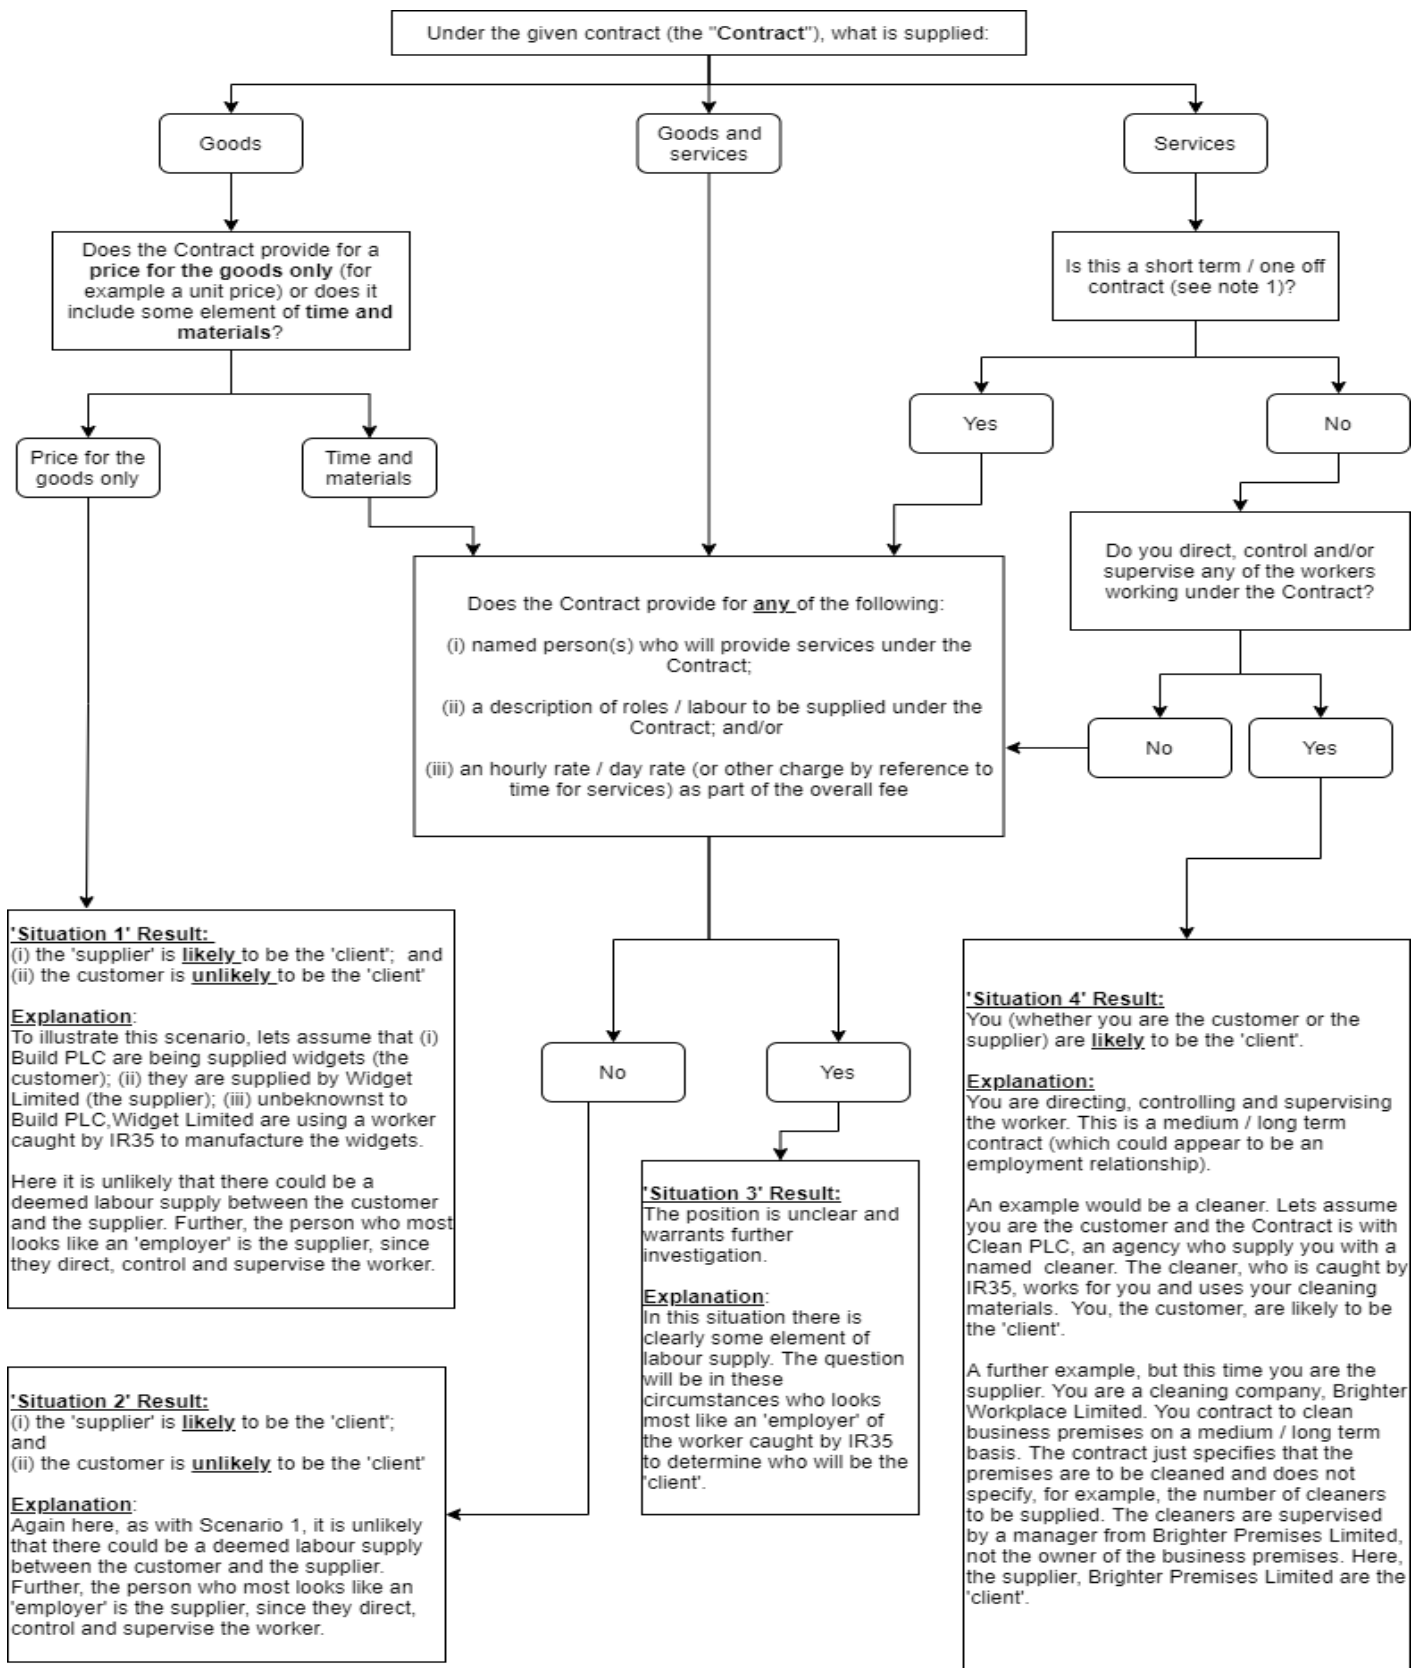 Under the given contract (the "Contract"), what is supplied:
Goods
Goods and
services
Services
Does the Contract provide for a
price for the goods only (for
example a unit price) or does it
include some element of time and
materials?
Is this a short term / one off
contract (see note 1)?
Yes
No
Price for the
goods only
Time and
materials
Do you direct, control and/or
supervise any of the workers
working under the Contract?
Does the Contract provide for any of the following:
(i) named person(s) who will provide services under the
Contract;
(ii) a description of roles / labour to be supplied under the
Contract; and/or
(iii) an hourly rate / day rate (or other charge by reference to
time for services) as part of the overall fee
No
Yes
'Situation 1' Result:
(i) the 'supplier' is likely to be the 'client';  and
(ii) the customer is unlikely to be the 'client'
Explanation:
To illustrate this scenario, lets assume that (i)
Build PLC are being supplied widgets (the
customer); (ii) they are supplied by Widget
Limited (the supplier); (iii) unbeknownst to
Build PLC,Widget Limited are using a worker
caught by IR35 to manufacture the widgets.
Here it is unlikely that there could be a
deemed labour supply between the customer
and the supplier. Further, the person who most
looks like an 'employer' is the supplier, since
they direct, control and supervise the worker.
No
Yes
'Situation 2' Result:
(i) the 'supplier' is likely to be the 'client';
and
(ii) the customer is unlikely to be the 'client'
Explanation:
Again here, as with Scenario 1, it is unlikely
that there could be a deemed labour supply
between the customer and the supplier.
Further, the person who most looks like an
'employer' is the supplier, since they direct,
control and supervise the worker.
'Situation 3' Result:
The position is unclear and
warrants further
investigation.
Explanation:
In this situation there is
clearly some element of
labour supply. The question
will be in these
circumstances who looks
most like an 'employer' of
the worker caught by IR35
to determine who will be the
'client'.
'Situation 4' Result:
You (whether you are the customer or the
supplier) are likely to be the 'client'.
Explanation:
You are directing, controlling and supervising
the worker. This is a medium / long term
contract (which could appear to be an
employment relationship).
An example would be a cleaner. Lets assume
you are the customer and the Contract is with
Clean PLC, an agency who supply you with a
named  cleaner. The cleaner, who is caught by
IR35, works for you and uses your cleaning
materials.  You, the customer, are likely to be
the 'client'.
A further example, but this time you are the
supplier. You are a cleaning company, Brighter
Workplace Limited. You contract to clean
business premises on a medium / long term
basis. The contract just specifies that the
premises are to be cleaned and does not
specify, for example, the number of cleaners
to be supplied. The cleaners are supervised
by a manager from Brighter Premises Limited,
not the owner of the business premises. Here,
the supplier, Brighter Premises Limited are the
'client'.